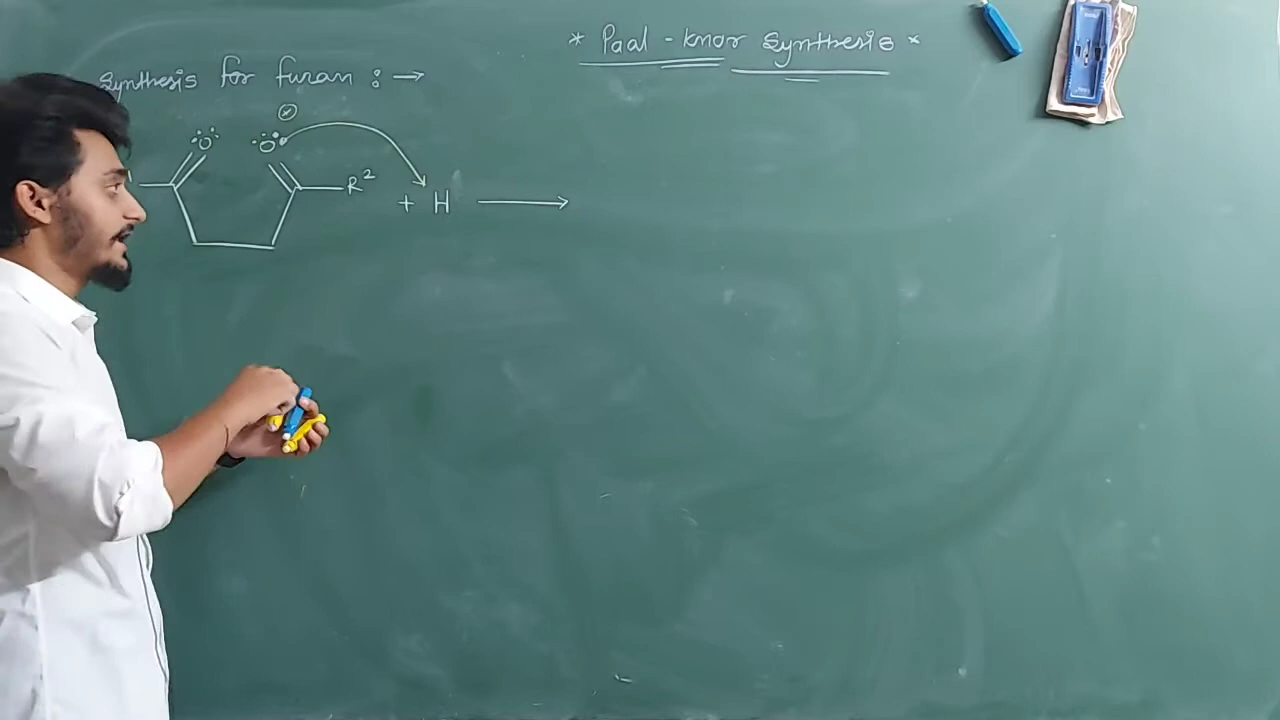 * Paal - Knor Synthesis *
Synthesis for furan : →
O O
R² + H →